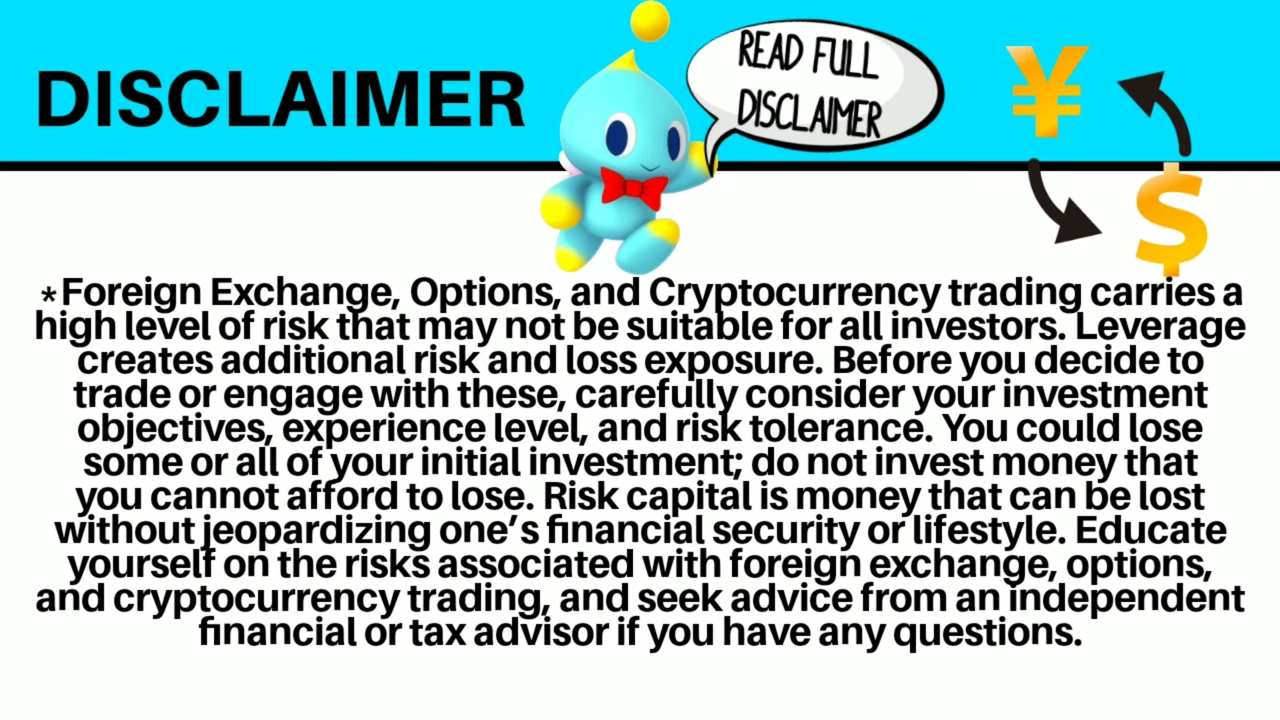 DISCLAIMER
READ FULL
DISCLAIMER
¥
$
*Foreign Exchange, Options, and Cryptocurrency trading carries a
high level of risk that may not be suitable for all investors. Leverage
creates additional risk and loss exposure. Before you decide to
trade or engage with these, carefully consider your investment
objectives, experience level, and risk tolerance. You could lose
some or all of your initial investment; do not invest money that
you cannot afford to lose. Risk capital is money that can be lost
without jeopardizing one’s financial security or lifestyle. Educate
yourself on the risks associated with foreign exchange, options,
and cryptocurrency trading, and seek advice from an independent
financial or tax advisor if you have any questions.